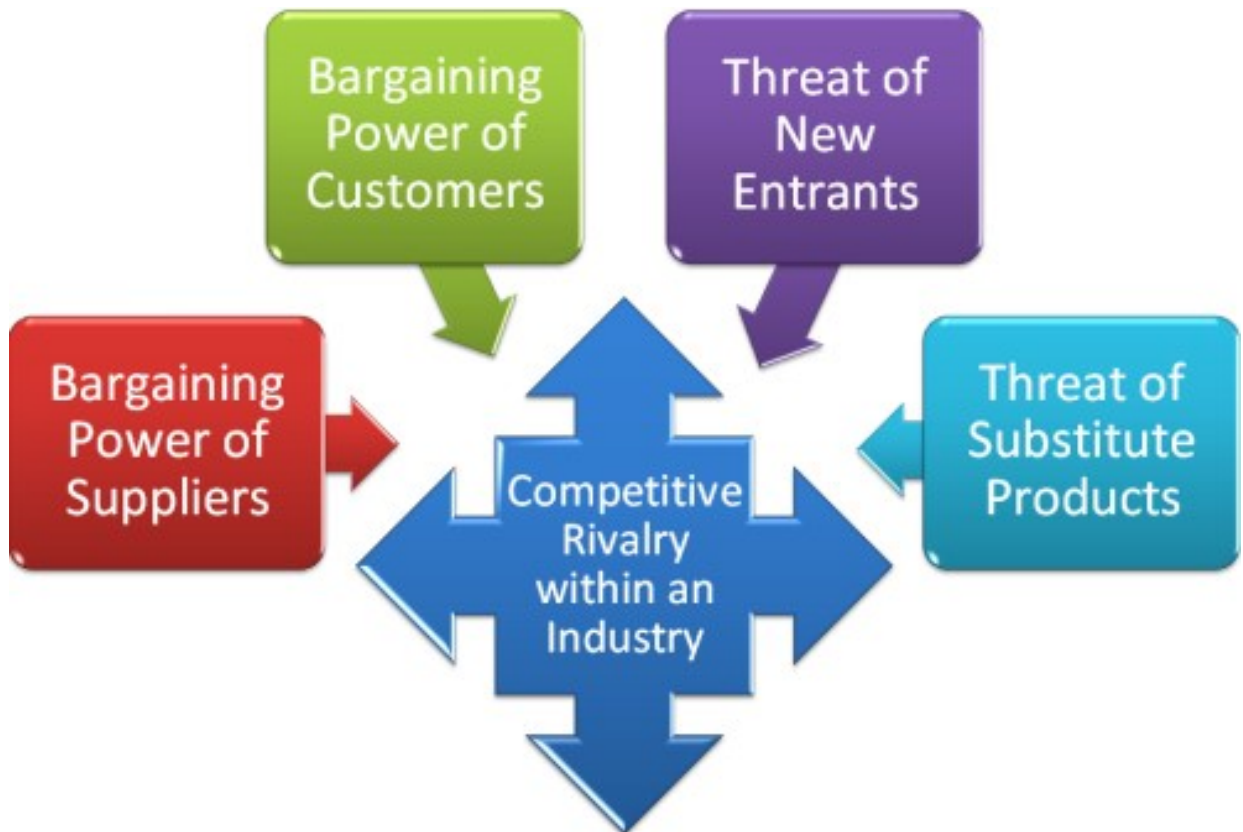 Bargaining
Power of
Customers
Threat of
New
Entrants
Bargaining
Power of
Suppliers
Threat of
Substitute
Products
Competitive
Rivalry
within an
Industry